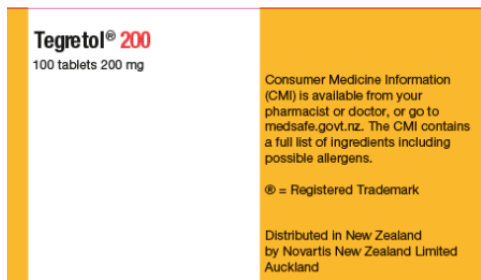 Tegretol® 200
100 tablets 200 mg
Consumer Medicine Information
(CMI) is available from your
pharmacist or doctor, or go to
medsafe.govt.nz. The CMI contains
a full list of ingredients including
possible allergens.
® = Registered Trademark
Distributed in New Zealand
by Novartis New Zealand Limited
Auckland